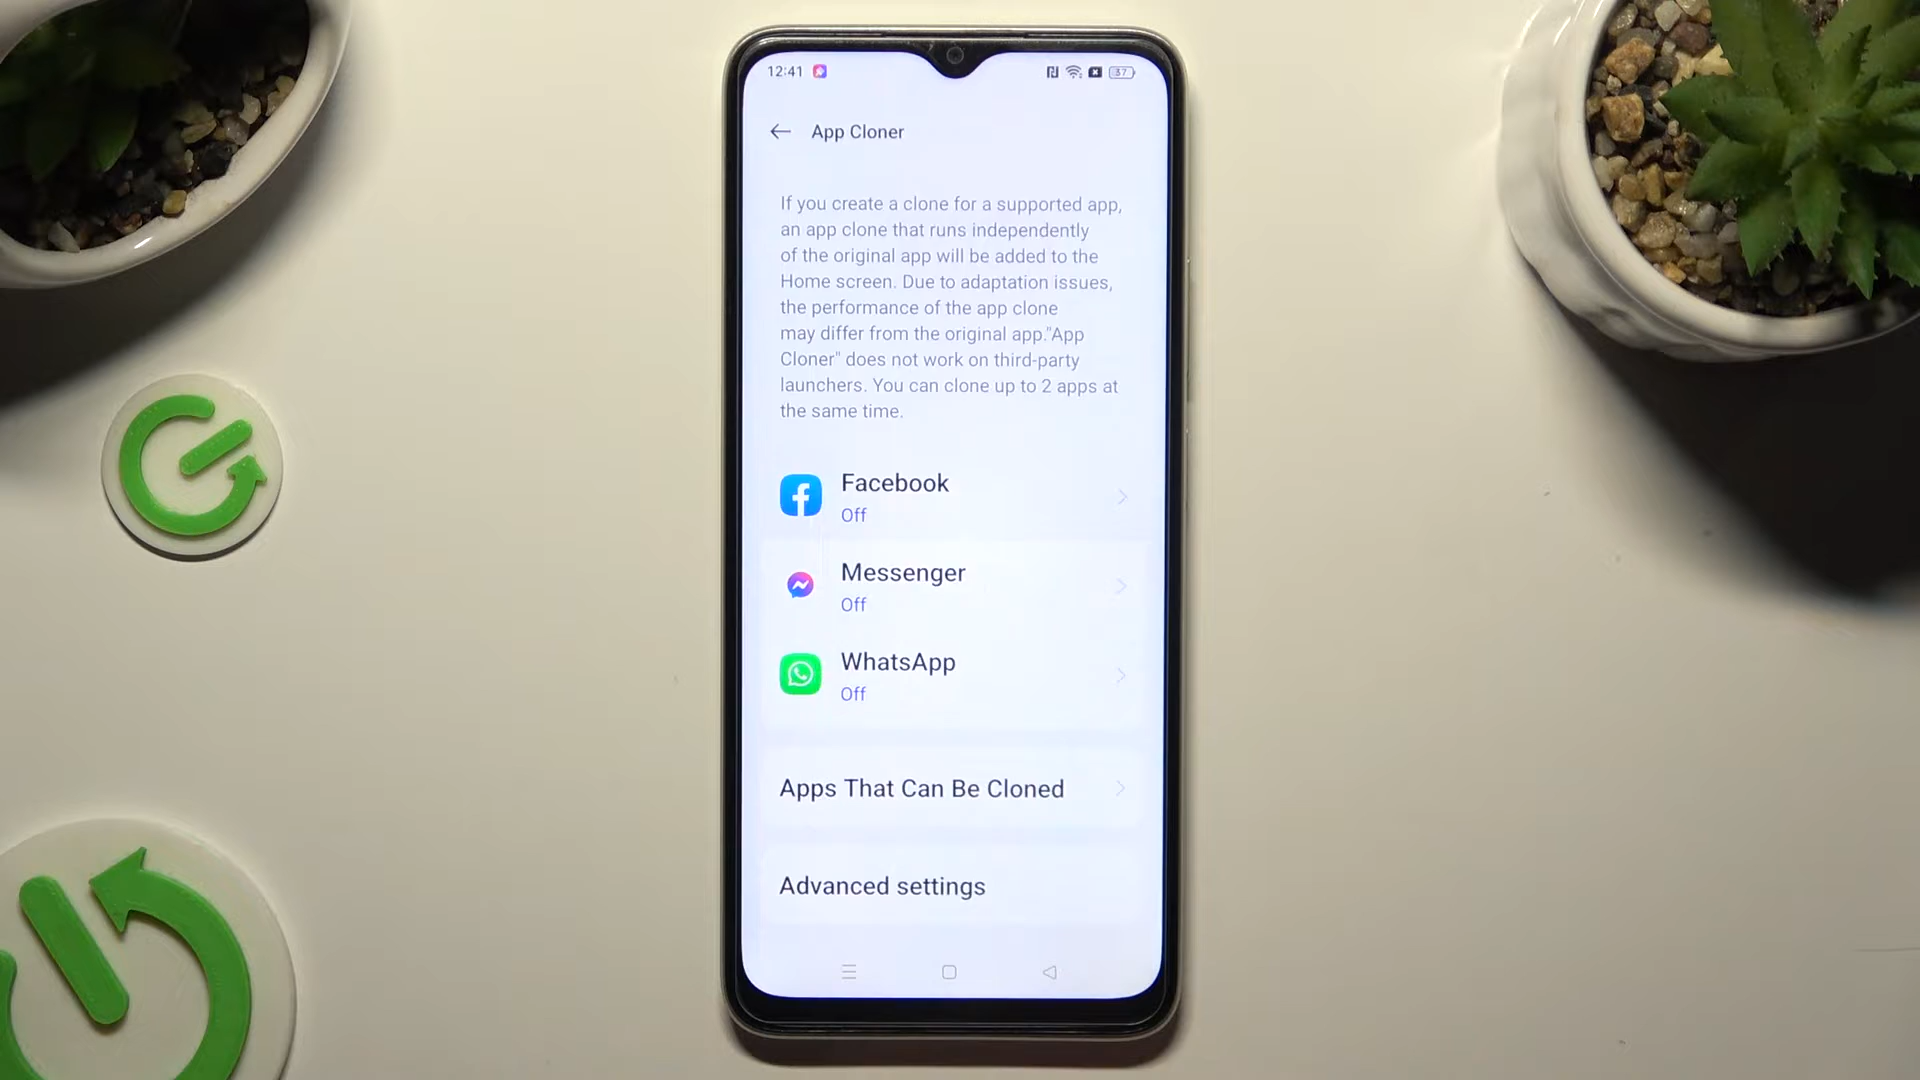 12:41
37
App Cloner
If you create a clone for a supported app,
an app clone that runs independently
of the original app will be added to the
Home screen. Due to adaptation issues,
the performance of the app clone
may differ from the original app."App
Cloner" does not work on third-party
launchers. You can clone up to 2 apps at
the same time.
Facebook
Off
Messenger
Off
WhatsApp
Off
Apps That Can Be Cloned
Advanced settings